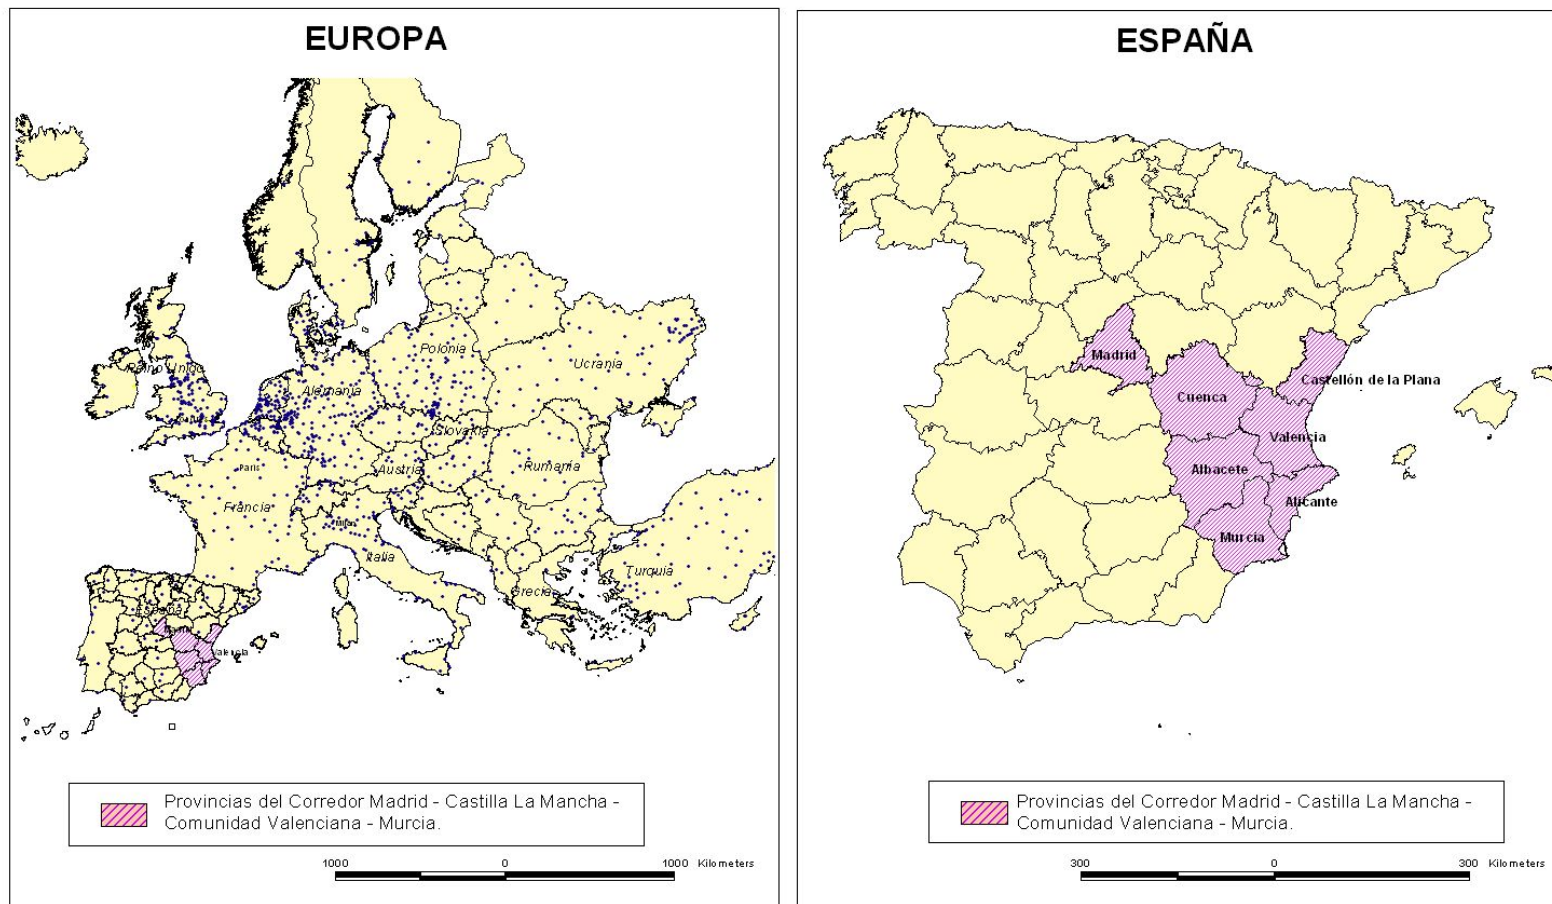 EUROPA
Polonia
Ucrania
Reino Unido
Alemania
Slovakia
Paris
Austria
Rumania
Francia
Italia
Turquia
Grecia
España
Valencia
Provincias del Corredor Madrid - Castilla La Mancha -
Comunidad Valenciana - Murcia.
1000 0 1000 Kilometers
ESPAÑA
Madrid
Castellón de la Plana
Cuenca
Valencia
Albacete
Alicante
Murcia
Provincias del Corredor Madrid - Castilla La Mancha -
Comunidad Valenciana - Murcia.
300 0 300 Kilometers